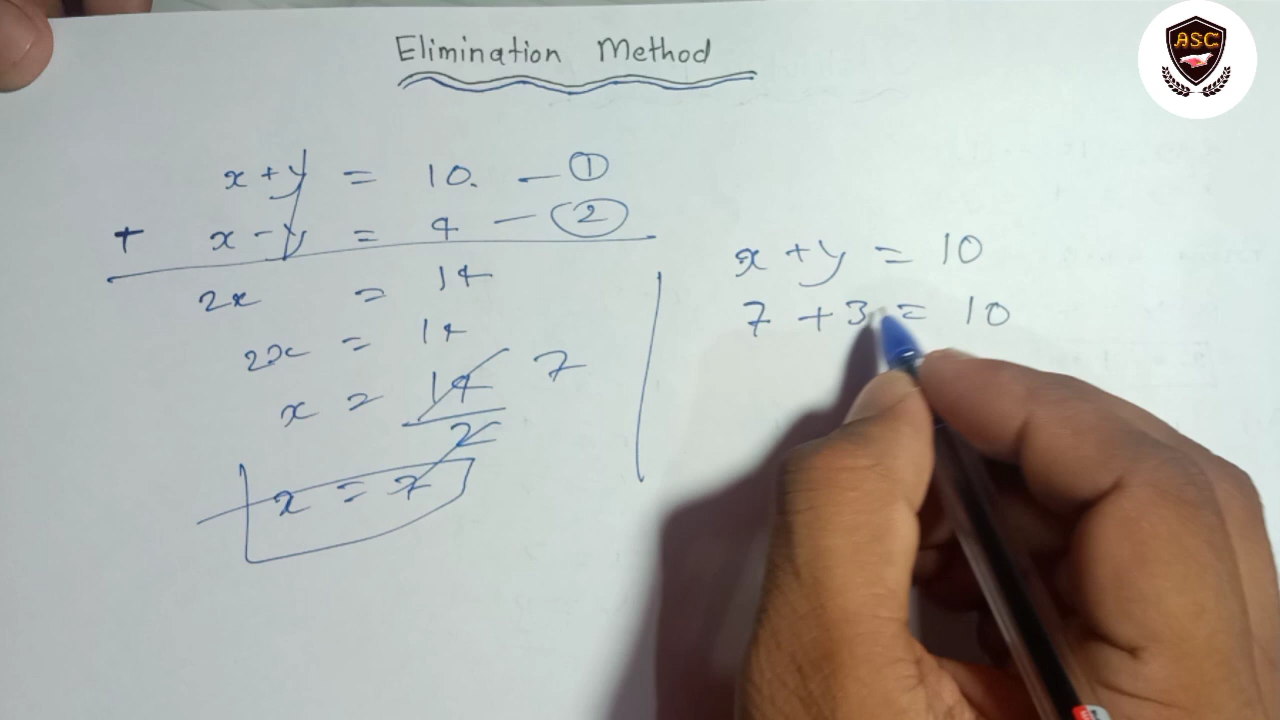 Elimination Method
ASC
x + y = 10. — ①
+ x - y = 4 — ②
2x = 14
2x = 14
x = 14/2 7
x = 7
x + y = 10
7 + 3 = 10